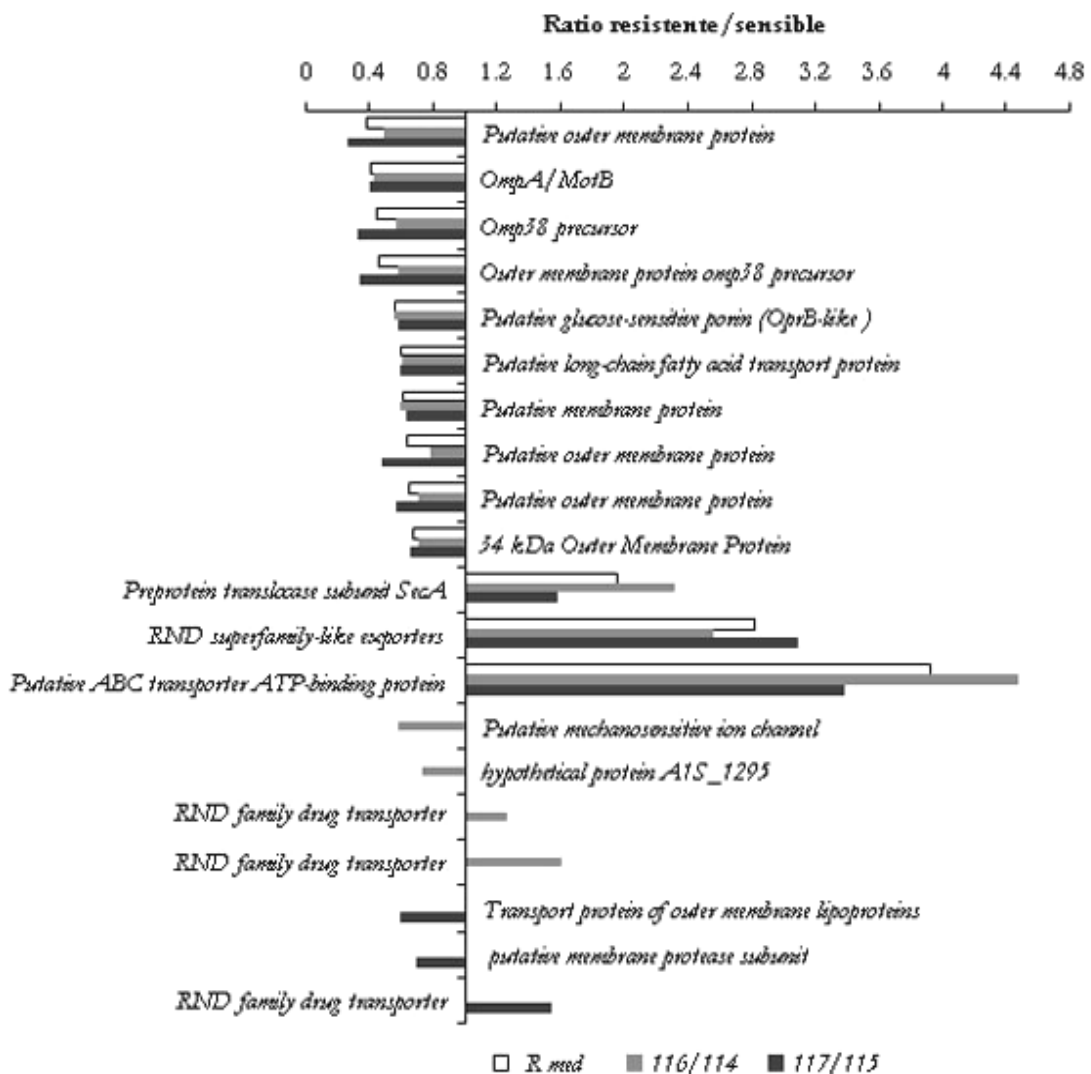 Ratio resistente/sensible
0 0.4 0.8 1.2 1.6 2 2.4 2.8 3.2 3.6 4 4.4 4.8
Putative outer membrane protein
OmpA/MotB
Omp38 precursor
Outer membrane protein omp38 precursor
Putative glucose-sensitive porin (OprB-like )
Putative long-chain fatty acid transport protein
Putative membrane protein
Putative outer membrane protein
Putative outer membrane protein
34 kDa Outer Membrane Protein
Preprotein translocase subunit SecA
RND superfamily-like exporters
Putative ABC transporter ATP-binding protein
Putative mechanosensitive ion channel
hypothetical protein A1S_1295
RND family drug transporter
RND family drug transporter
Transport protein of outer membrane lipoproteins
putative membrane protease subunit
RND family drug transporter
R med 116/114 117/115